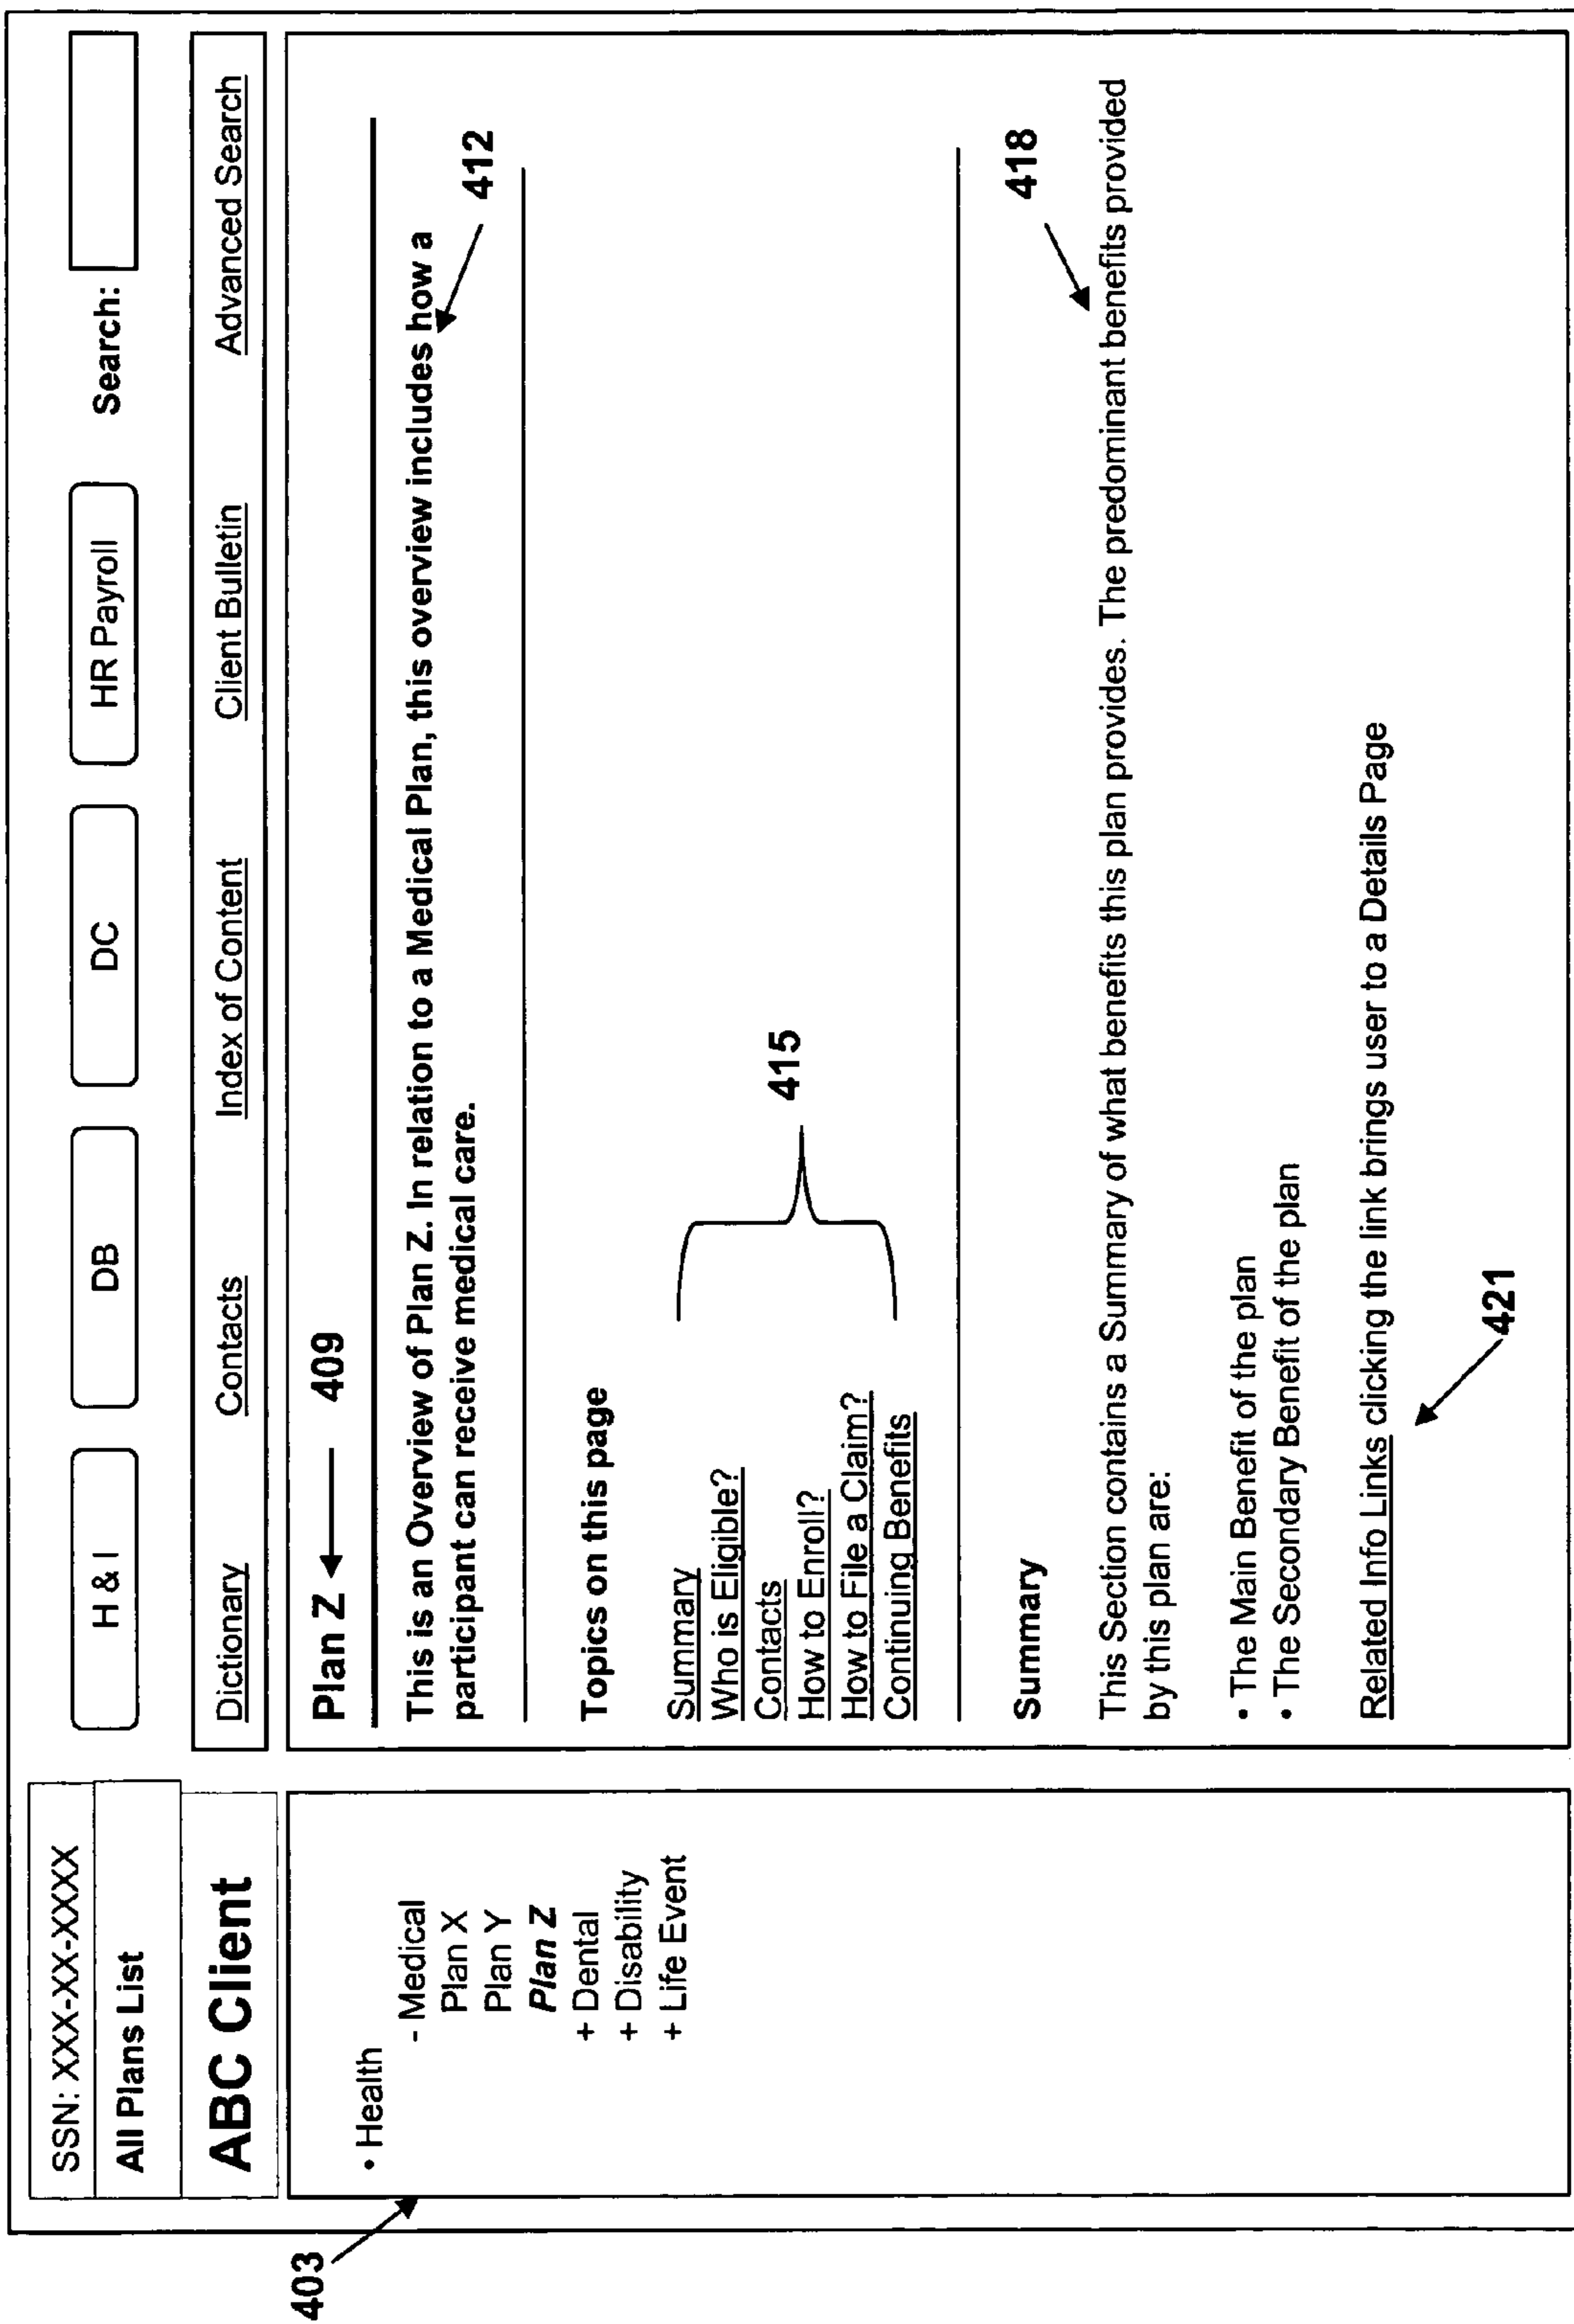 SSN: XXX-XX-XXXX
All Plans List
ABC Client
H & I
DB
DC
HR Payroll
Search:
Dictionary
Contacts
Index of Content
Client Bulletin
Advanced Search
403
• Health
- Medical
Plan X
Plan Y
Plan Z
+ Dental
+ Disability
+ Life Event
Plan Z
409
This is an Overview of Plan Z. In relation to a Medical Plan, this overview includes how a
participant can receive medical care.
412
Topics on this page
Summary
Who is Eligible?
Contacts
How to Enroll?
How to File a Claim?
Continuing Benefits
415
Summary
418
This Section contains a Summary of what benefits this plan provides. The predominant benefits provided
by this plan are:
• The Main Benefit of the plan
• The Secondary Benefit of the plan
Related Info Links clicking the link brings user to a Details Page
421